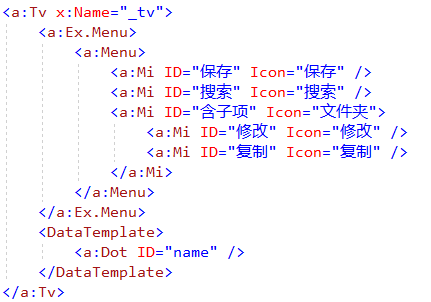 <a:Tv x:Name="_tv">
    <a:Ex.Menu>
        <a:Menu>
            <a:Mi ID="保存" Icon="保存" />
            <a:Mi ID="搜索" Icon="搜索" />
            <a:Mi ID="含子项" Icon="文件夹">
                <a:Mi ID="修改" Icon="修改" />
                <a:Mi ID="复制" Icon="复制" />
            </a:Mi>
        </a:Menu>
    </a:Ex.Menu>
    <DataTemplate>
        <a:Dot ID="name" />
    </DataTemplate>
</a:Tv>